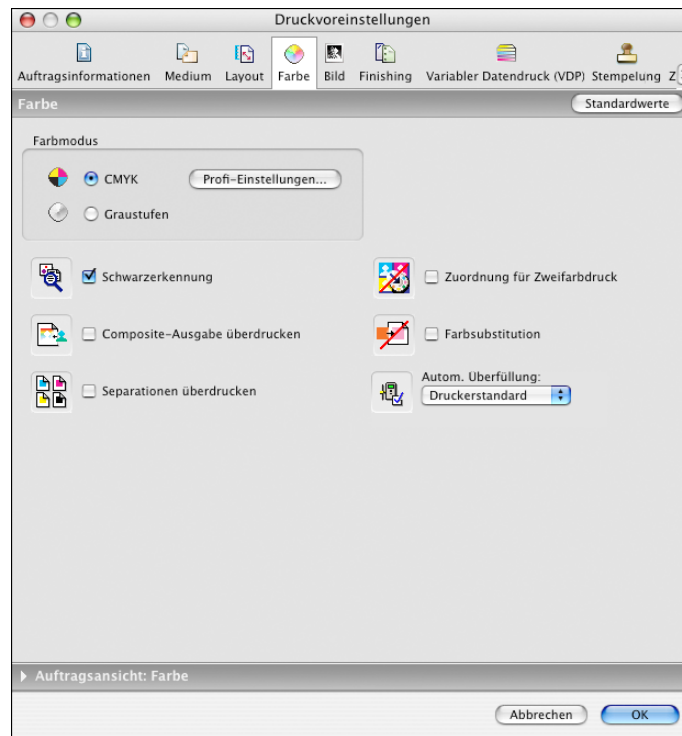 Druckvoreinstellungen
Auftragsinformationen Medium Layout Farbe Bild Finishing Variabler Datendruck (VDP) Stempelung Z
Farbe Standardwerte
Farbmodus
CMYK Profi-Einstellungen...
Graustufen
Schwarzerkennung Zuordnung für Zweifarbdruck
Composite-Ausgabe überdrucken Farbsubstitution
Autom. Überfüllung:
Separationen überdrucken Druckerstandard
Auftragsansicht: Farbe
Abbrechen OK